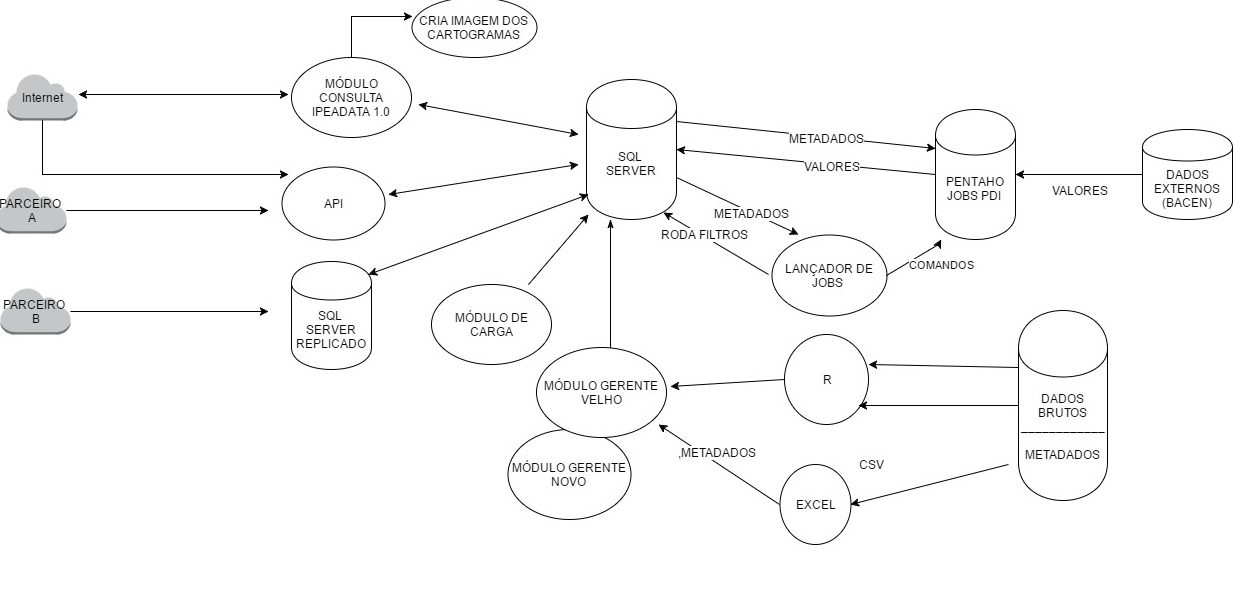 CRIA IMAGEM DOS
CARTOGRAMAS
Internet
MÓDULO
CONSULTA
IPEADATA 1.0
SQL
SERVER
METADADOS
VALORES
PENTAHO
JOBS PDI
VALORES
DADOS
EXTERNOS
(BACEN)
PARCEIRO
A
API
METADADOS
RODA FILTROS
LANÇADOR DE
JOBS
COMANDOS
PARCEIRO
B
SQL
SERVER
REPLICADO
MÓDULO DE
CARGA
MÓDULO GERENTE
VELHO
R
DADOS
BRUTOS
METADADOS
,METADADOS
CSV
MÓDULO GERENTE
NOVO
EXCEL